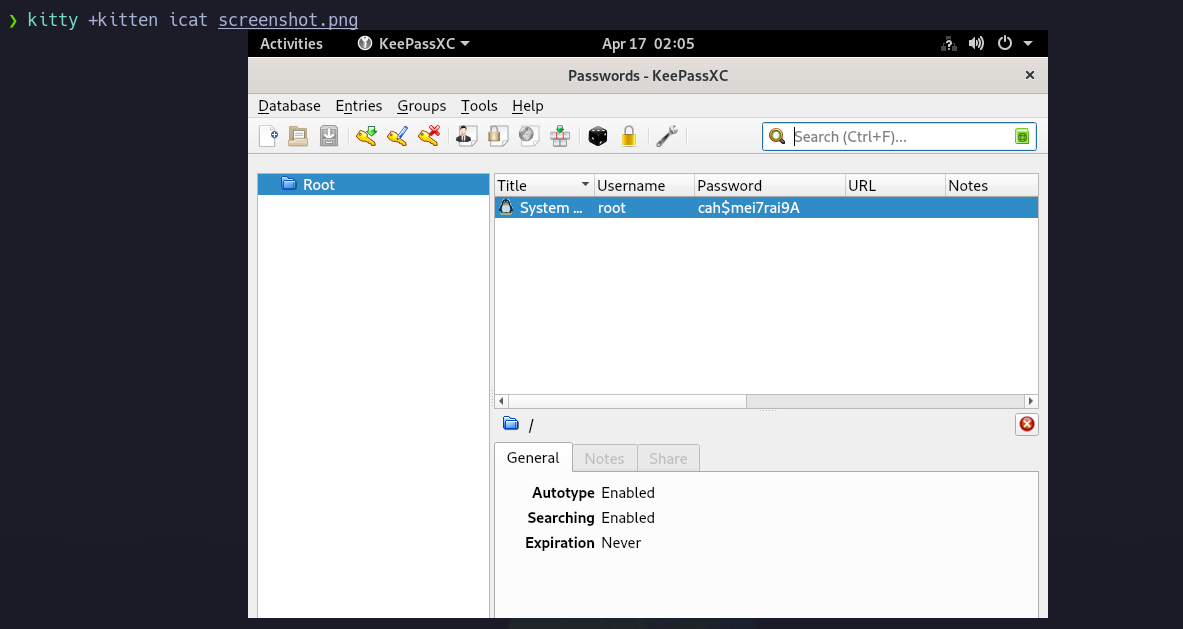 ❯ kitty +kitten icat screenshot.png
Activities KeePassXC Apr 17 02:05
Passwords - KeePassXC
Database Entries Groups Tools Help
Search (Ctrl+F)...
Root
Title Username Password URL Notes
System ... root cah$mei7rai9A
/
General Notes Share
Autotype Enabled
Searching Enabled
Expiration Never